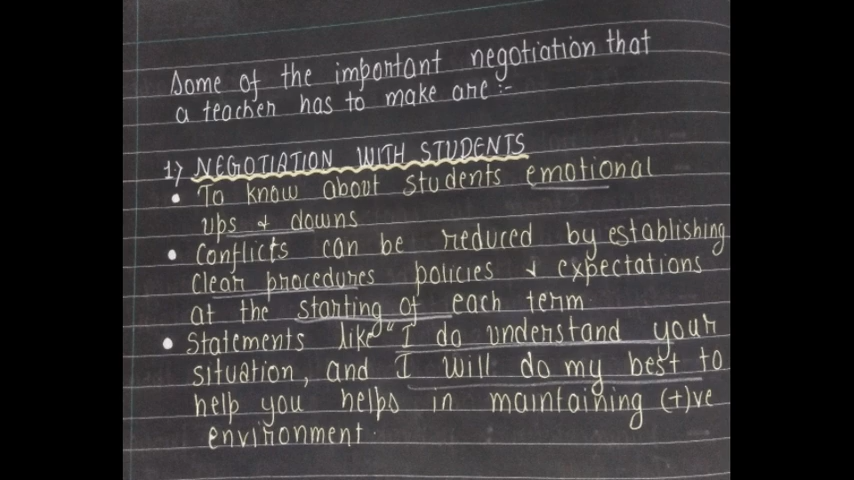 Some of the important negotiation that
a teacher has to make are :-
1) NEGOTIATION WITH STUDENTS
• To know about students emotional
ups & downs
• Conflicts can be reduced by establishing
clear procedures policies & expectations
at the starting of each term.
• Statements like "I do understand your
situation, and I will do my best to
help you helps in maintaining (+)ve
environment.